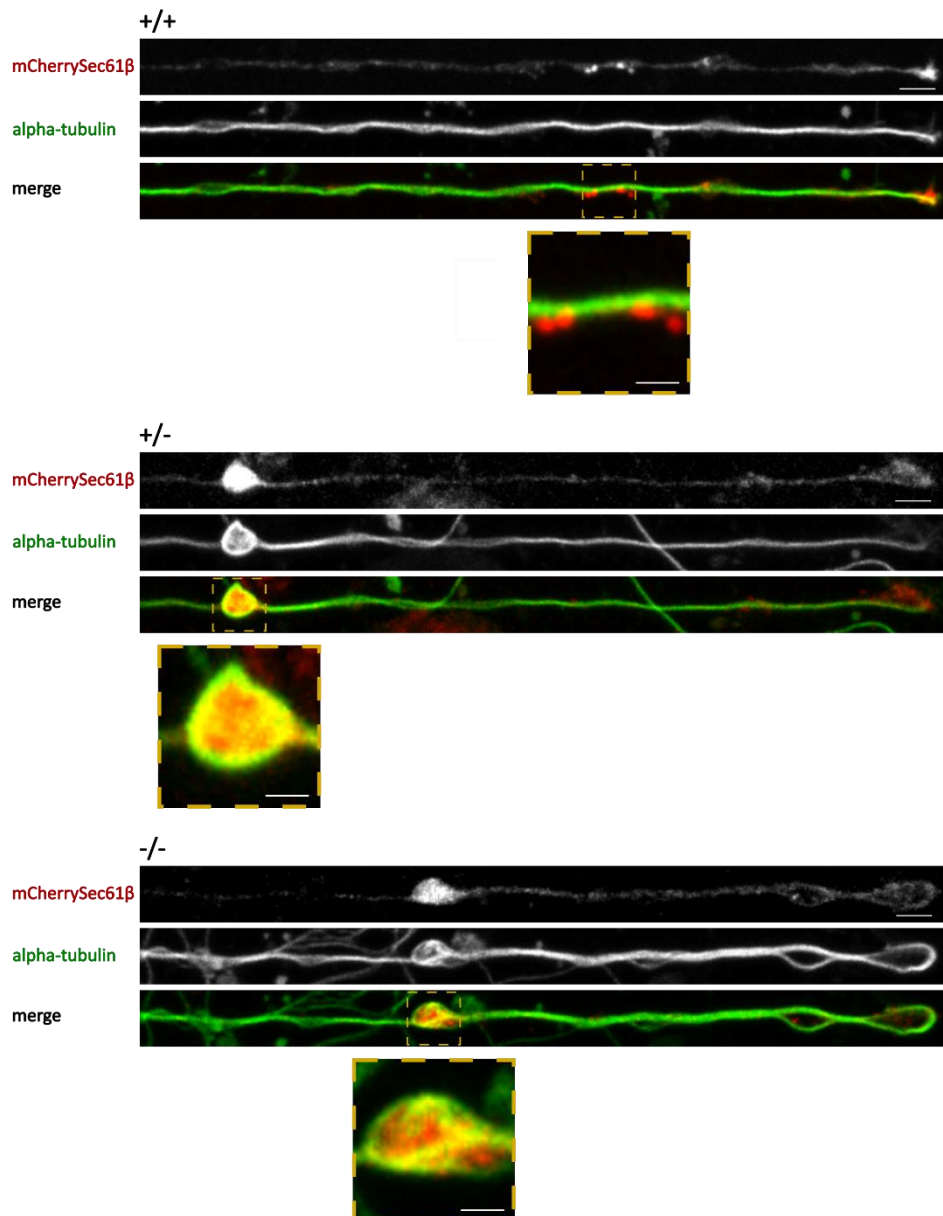 +/+
mCherrySec61β
alpha-tubulin
merge
+/-
mCherrySec61β
alpha-tubulin
merge
-/-
mCherrySec61β
alpha-tubulin
merge